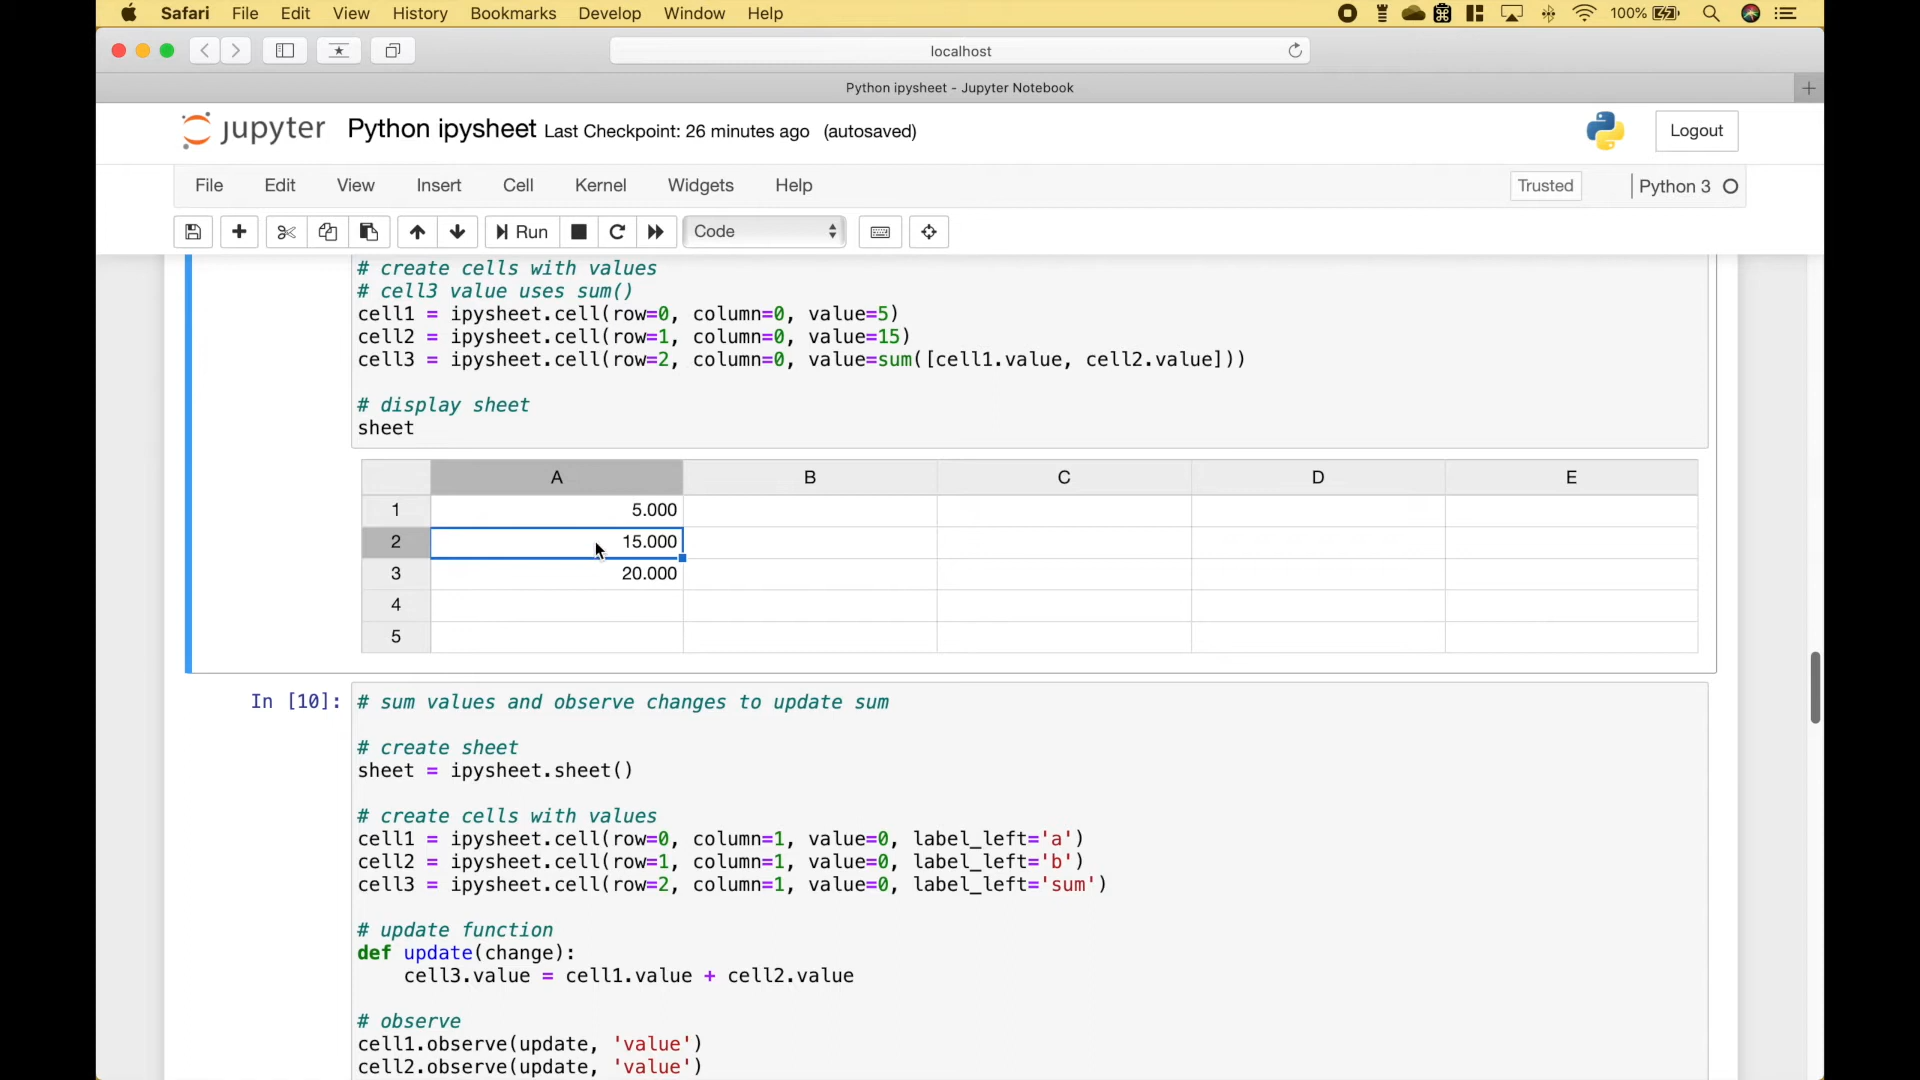 Safari File Edit View History Bookmarks Develop Window Help 100%
localhost
Python ipysheet - Jupyter Notebook
jupyter Python ipysheet Last Checkpoint: 26 minutes ago (autosaved) Logout
File Edit View Insert Cell Kernel Widgets Help Trusted Python 3
Run Code
# create cells with values
# cell3 value uses sum()
cell1 = ipysheet.cell(row=0, column=0, value=5)
cell2 = ipysheet.cell(row=1, column=0, value=15)
cell3 = ipysheet.cell(row=2, column=0, value=sum([cell1.value, cell2.value]))
# display sheet
sheet
A B C D E
1 5.000
2 15.000
3 20.000
4
5
In [10]: # sum values and observe changes to update sum
# create sheet
sheet = ipysheet.sheet()
# create cells with values
cell1 = ipysheet.cell(row=0, column=1, value=0, label_left='a')
cell2 = ipysheet.cell(row=1, column=1, value=0, label_left='b')
cell3 = ipysheet.cell(row=2, column=1, value=0, label_left='sum')
# update function
def update(change):
    cell3.value = cell1.value + cell2.value
# observe
cell1.observe(update, 'value')
cell2.observe(update, 'value')